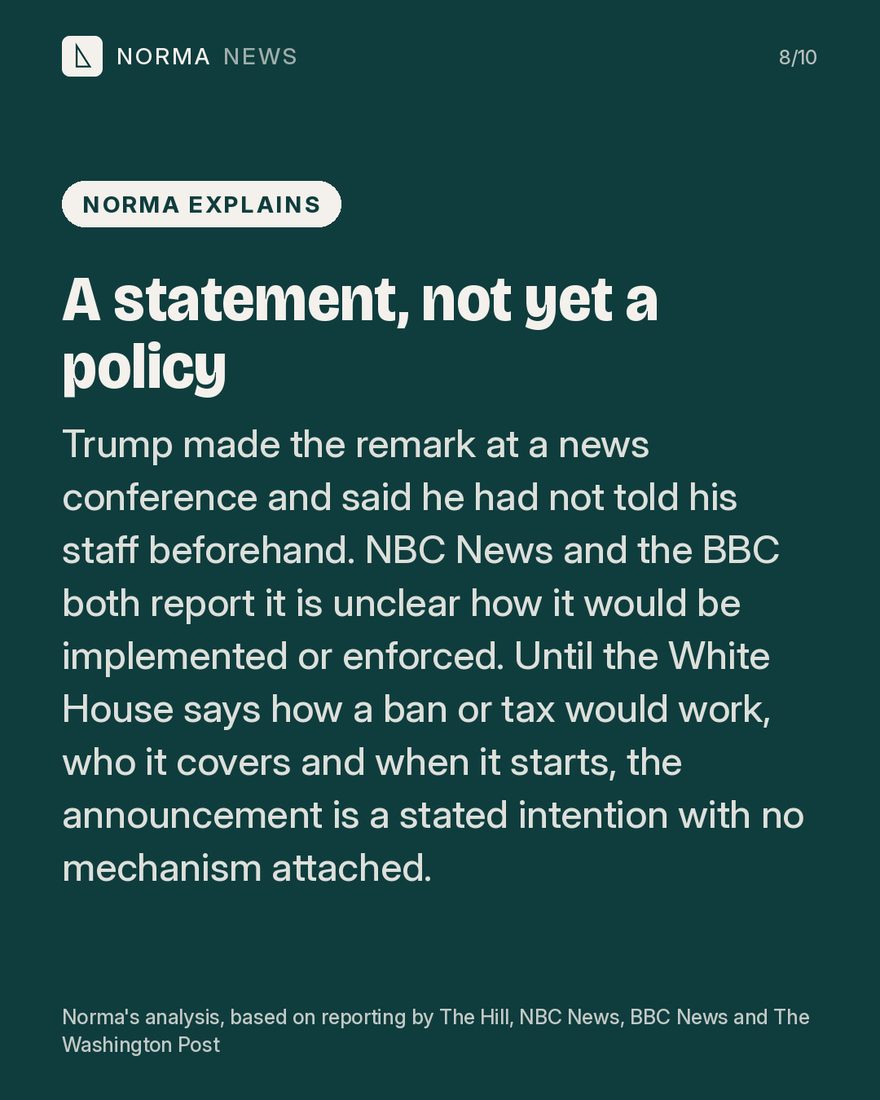 NORMA NEWS
8/10
NORMA EXPLAINS
A statement, not yet a
policy
Trump made the remark at a news
conference and said he had not told his
staff beforehand. NBC News and the BBC
both report it is unclear how it would be
implemented or enforced. Until the White
House says how a ban or tax would work,
who it covers and when it starts, the
announcement is a stated intention with no
mechanism attached.
Norma's analysis, based on reporting by The Hill, NBC News, BBC News and The
Washington Post